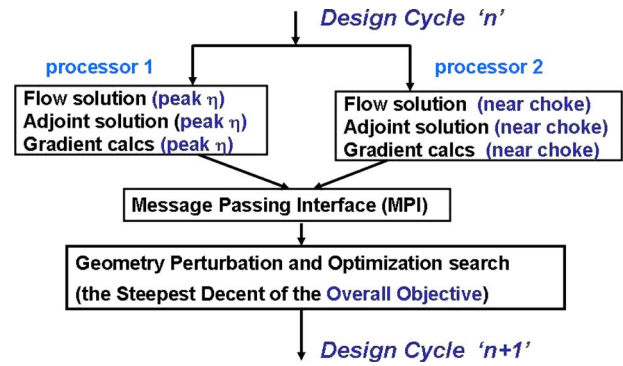 Design Cycle 'n'
processor 1
processor 2
Flow solution (peak η)
Adjoint solution (peak η)
Gradient calcs (peak η)
Flow solution (near choke)
Adjoint solution (near choke)
Gradient calcs (near choke)
Message Passing Interface (MPI)
Geometry Perturbation and Optimization search
(the Steepest Decent of the Overall Objective)
Design Cycle 'n+1'